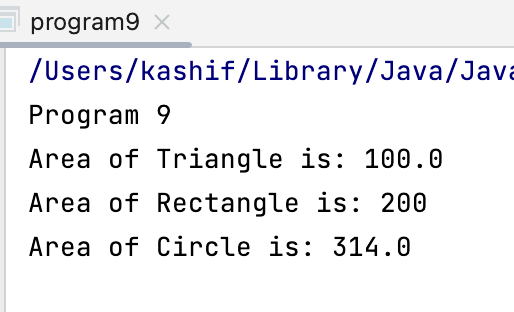 program9
/Users/kashif/Library/Java/Java
Program 9
Area of Triangle is: 100.0
Area of Rectangle is: 200
Area of Circle is: 314.0